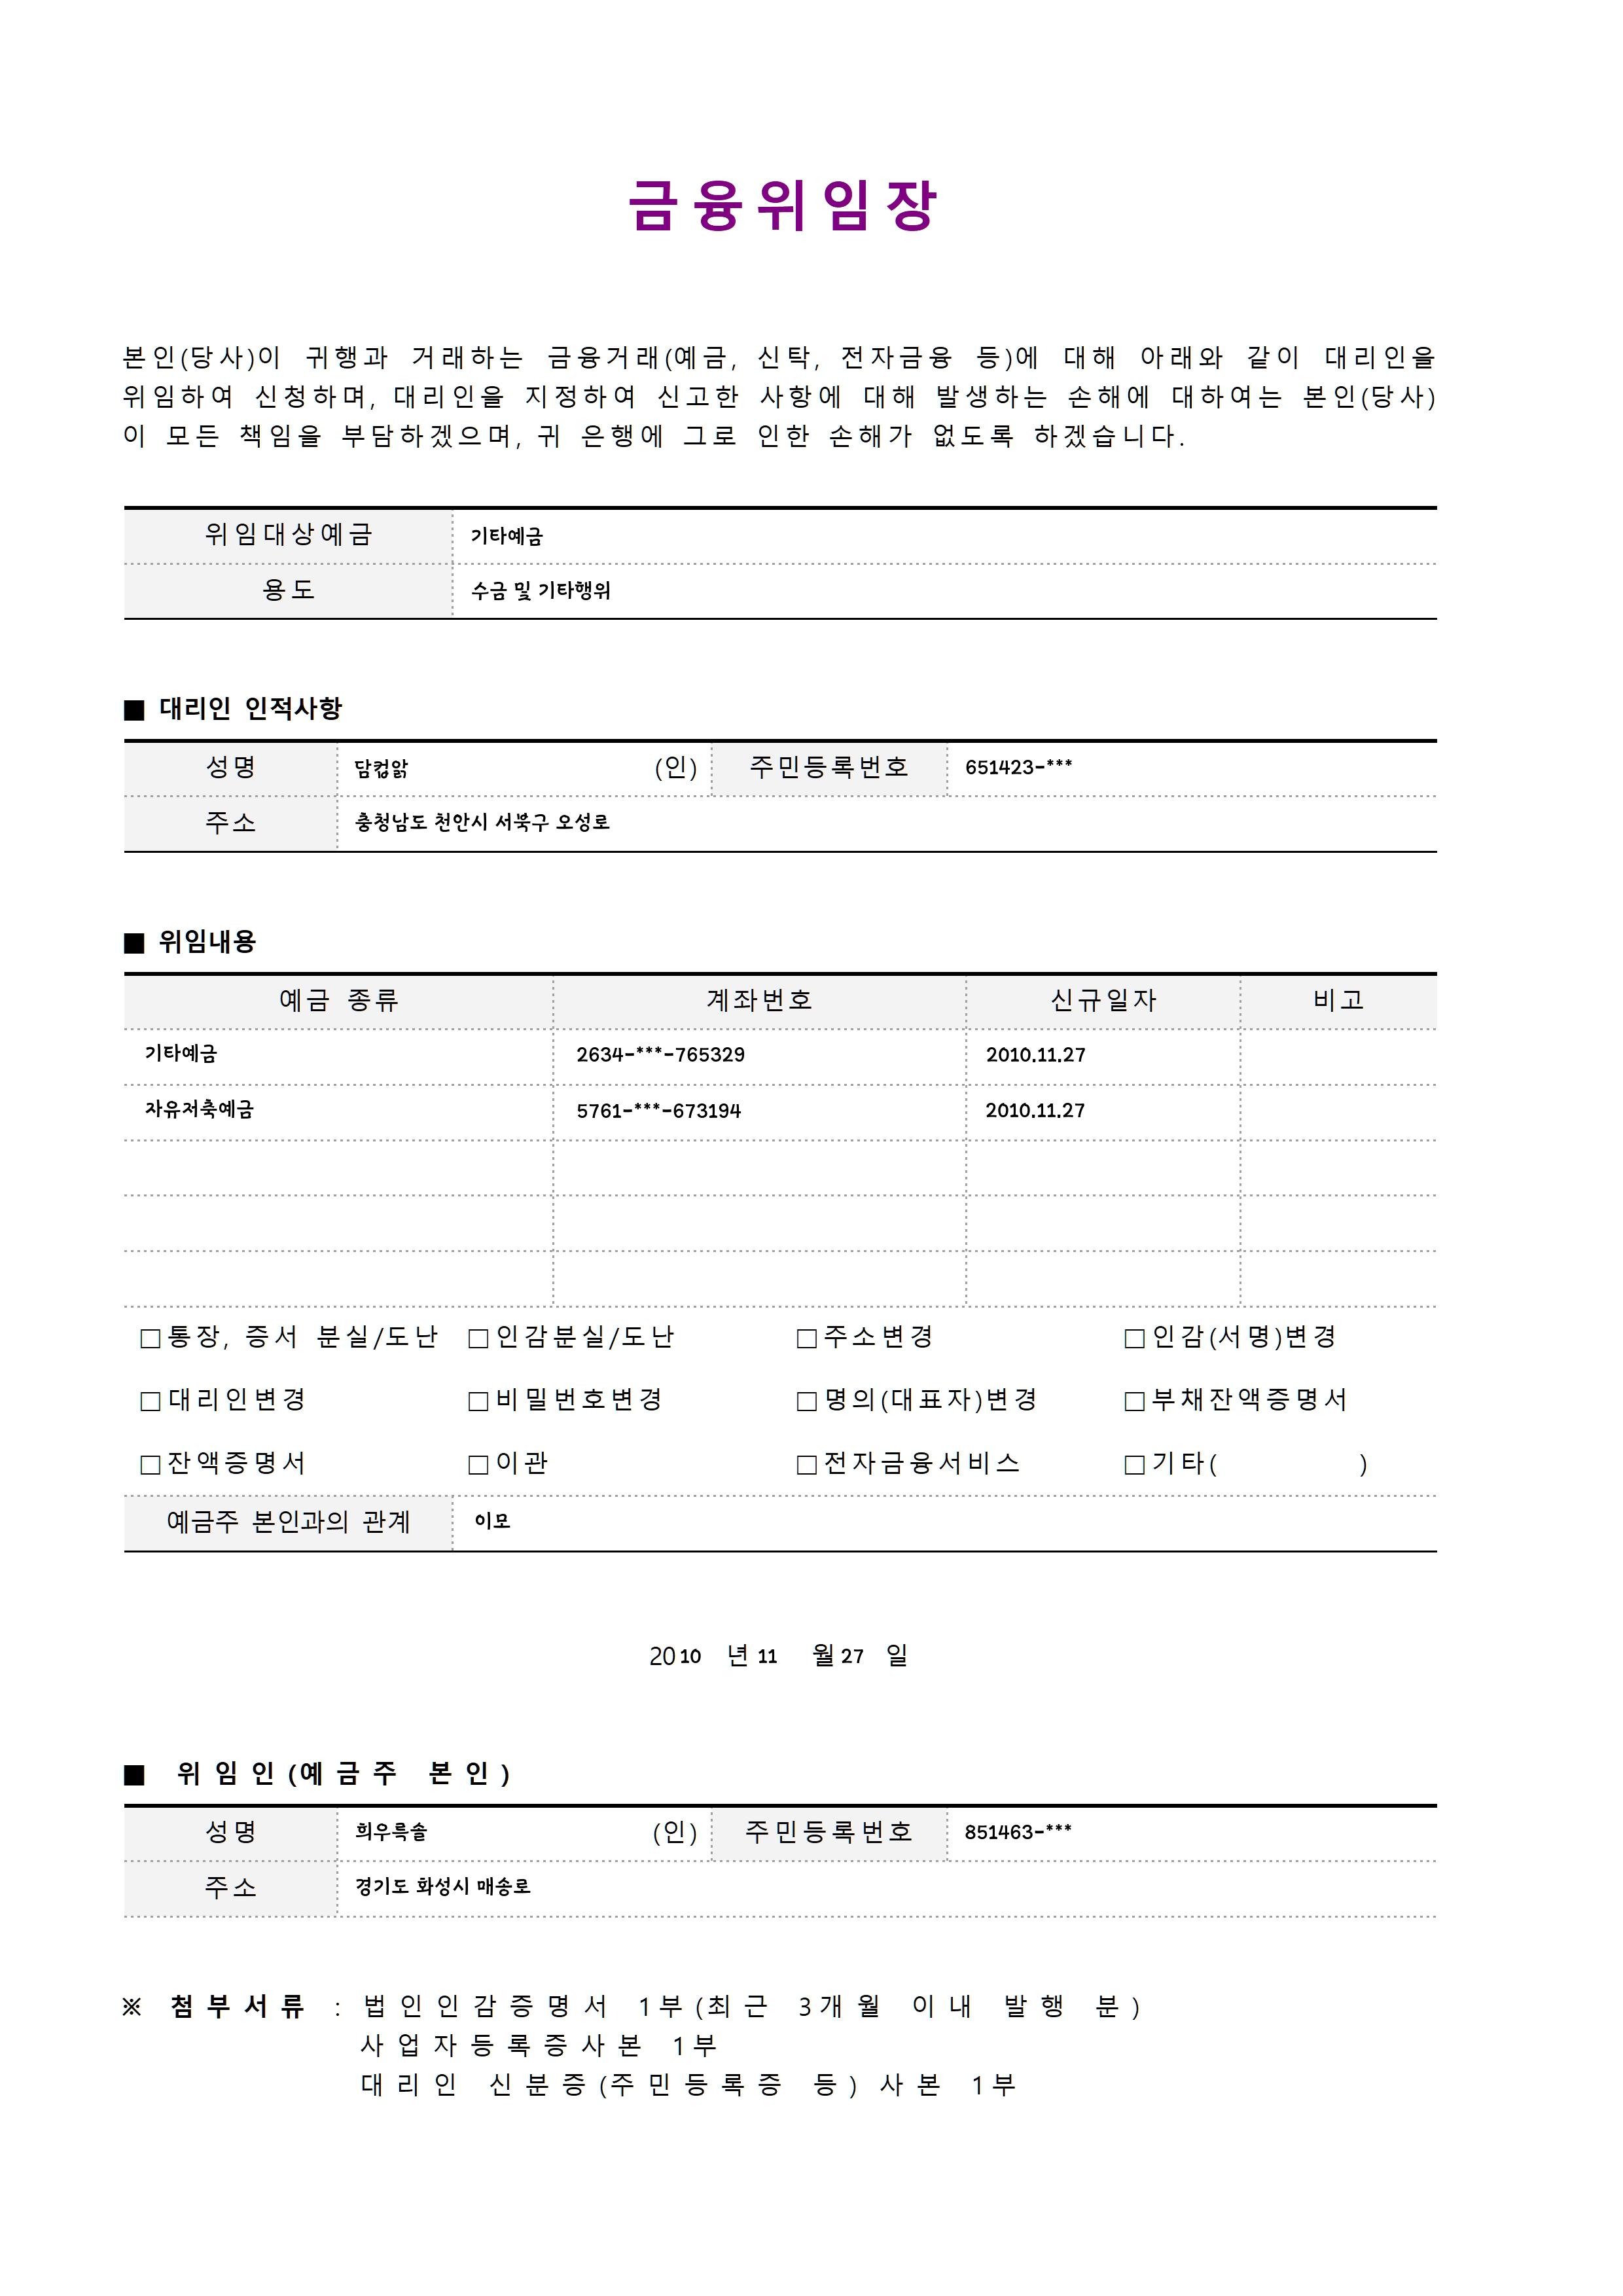 금융위임장
본인(당사)이 귀행과 거래하는 금융거래(예금, 신탁, 전자금융 등)에 대해 아래와 같이 대리인을
위임하여 신청하며, 대리인을 지정하여 신고한 사항에 대해 발생하는 손해에 대하여는 본인(당사)
이 모든 책임을 부담하겠으며, 귀 은행에 그로 인한 손해가 없도록 하겠습니다.
위임대상예금 기타예금
용도 수금 및 기타행위
■ 대리인 인적사항
성명 담컶앍 (인) 주민등록번호 651423-***
주소 충청남도 천안시 서북구 오성로
■ 위임내용
예금 종류 계좌번호 신규일자 비고
기타예금 2634-***-765329 2010.11.27
자유저축예금 5761-***-673194 2010.11.27
□통장, 증서 분실/도난 □인감분실/도난 □주소변경 □인감(서명)변경
□대리인변경 □비밀번호변경 □명의(대표자)변경 □부채잔액증명서
□잔액증명서 □이관 □전자금융서비스 □기타( )
예금주 본인과의 관계 이모
2010 년 11 월 27 일
■ 위임인(예금주 본인)
성명 희우륵솔 (인) 주민등록번호 851463-***
주소 경기도 화성시 매송로
※ 첨부서류 : 법인인감증명서 1부(최근 3개월 이내 발행 분)
사업자등록증사본 1부
대리인 신분증(주민등록증 등) 사본 1부